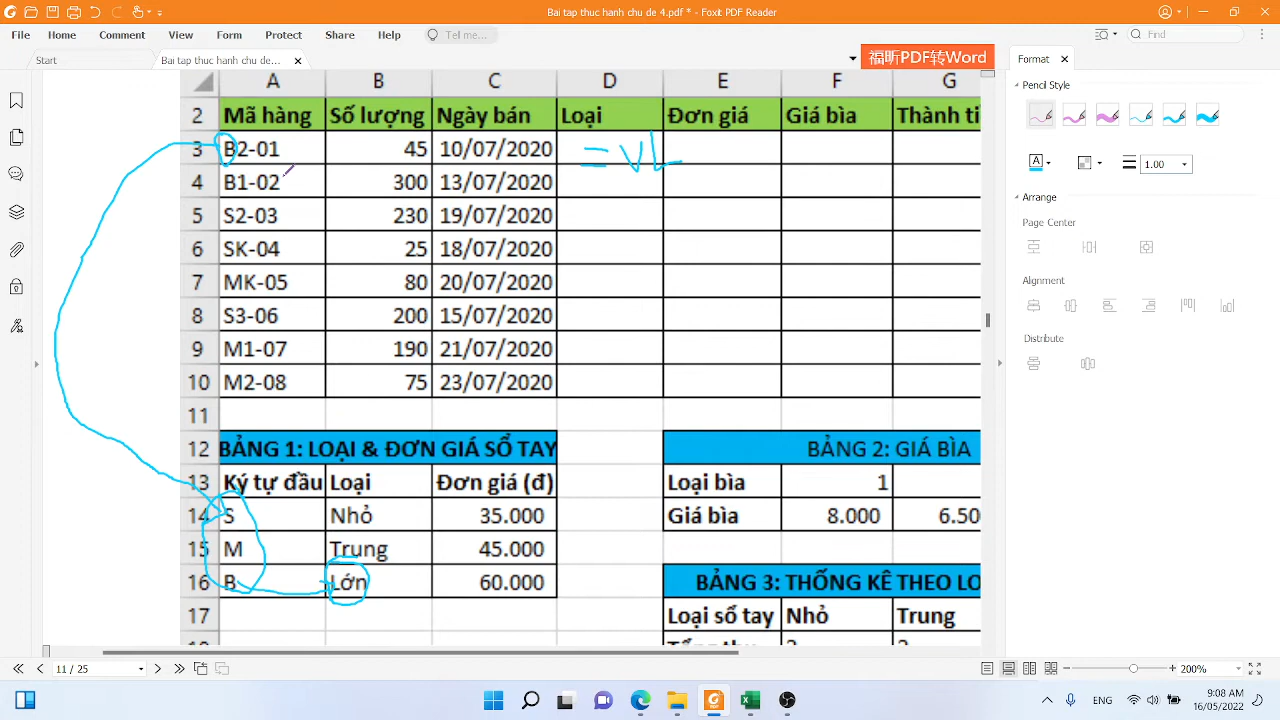 Bai tap thuc hanh chu de 4.pdf * - Foxit PDF Reader
File Home Comment View Form Protect Share Help Tell me... Find
Start Bai tap thuc hanh chu de... 福昕PDF转Word Format
Pencil Style
1.00
Arrange
Page Center
Alignment
Distribute
A B C D E F G
2 Mã hàng Số lượng Ngày bán Loại Đơn giá Giá bìa Thành ti
3 B2-01 45 10/07/2020 =VL
4 B1-02 300 13/07/2020
5 S2-03 230 19/07/2020
6 SK-04 25 18/07/2020
7 MK-05 80 20/07/2020
8 S3-06 200 15/07/2020
9 M1-07 190 21/07/2020
10 M2-08 75 23/07/2020
11
12 BẢNG 1: LOẠI & ĐƠN GIÁ SỔ TAY BẢNG 2: GIÁ BÌA
13 Ký tự đầu Loại Đơn giá (đ) Loại bìa 1
14 S Nhỏ 35.000 Giá bìa 8.000 6.50
15 M Trung 45.000
16 B Lớn 60.000 BẢNG 3: THỐNG KÊ THEO LO
17 Loại sổ tay Nhỏ Trung
11 / 25 200%
ENG 9:08 AM
16/05/2022